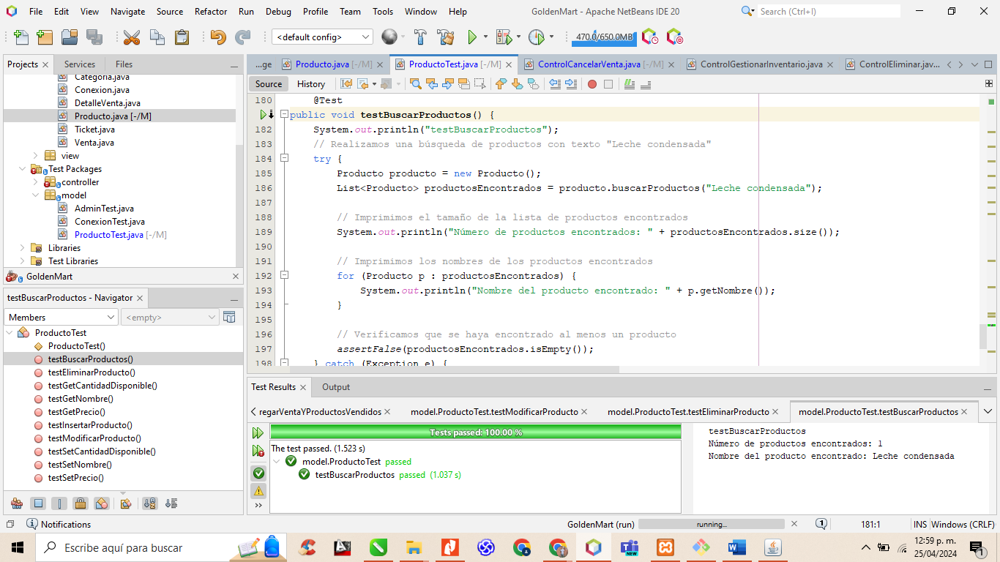 File Edit View Navigate Source Refactor Run Debug Profile Team Tools Window Help
GoldenMart - Apache NetBeans IDE 20
Search (Ctrl+I)
<default config>
470.0/650.0MB
Projects Services Files
Categoria.java
Conexion.java
DetalleVenta.java
Producto.java [-/M]
Ticket.java
Venta.java
view
Test Packages
controller
model
AdminTest.java
ConexionTest.java
ProductoTest.java [-/M]
Libraries
Test Libraries
GoldenMart
testBuscarProductos - Navigator
Members
<empty>
ProductoTest
ProductoTest()
testBuscarProductos()
testEliminarProducto()
testGetCantidadDisponible()
testGetNombre()
testGetPrecio()
testInsertarProducto()
testModificarProducto()
testSetCantidadDisponible()
testSetNombre()
testSetPrecio()
...ge Producto.java [-/M] ProductoTest.java [-/M] ControlCancelarVenta.java [-/M] ControlGestionarInventario.java ControlEliminar.jav...
Source History
180 @Test
public void testBuscarProductos() {
182 System.out.println("testBuscarProductos");
183 // Realizamos una búsqueda de productos con texto "Leche condensada"
184 try {
185 Producto producto = new Producto();
186 List<Producto> productosEncontrados = producto.buscarProductos("Leche condensada");
187
188 // Imprimimos el tamaño de la lista de productos encontrados
189 System.out.println("Número de productos encontrados: " + productosEncontrados.size());
190
191 // Imprimimos los nombres de los productos encontrados
192 for (Producto p : productosEncontrados) {
193 System.out.println("Nombre del producto encontrado: " + p.getNombre());
194 }
195
196 // Verificamos que se haya encontrado al menos un producto
197 assertFalse(productosEncontrados.isEmpty());
198 } catch (Exception e) {
Test Results Output
regarVentaYProductosVendidos model.ProductoTest.testModificarProducto model.ProductoTest.testEliminarProducto model.ProductoTest.testBuscarProductos
Tests passed: 100.00 %
The test passed. (1.523 s)
model.ProductoTest passed
testBuscarProductos passed (1.037 s)
testBuscarProductos
Número de productos encontrados: 1
Nombre del producto encontrado: Leche condensada
Notifications
GoldenMart (run)
running...
1
181:1
INS
Windows (CRLF)
Escribe aquí para buscar
NEW
12:59 p. m.
25/04/2024
1